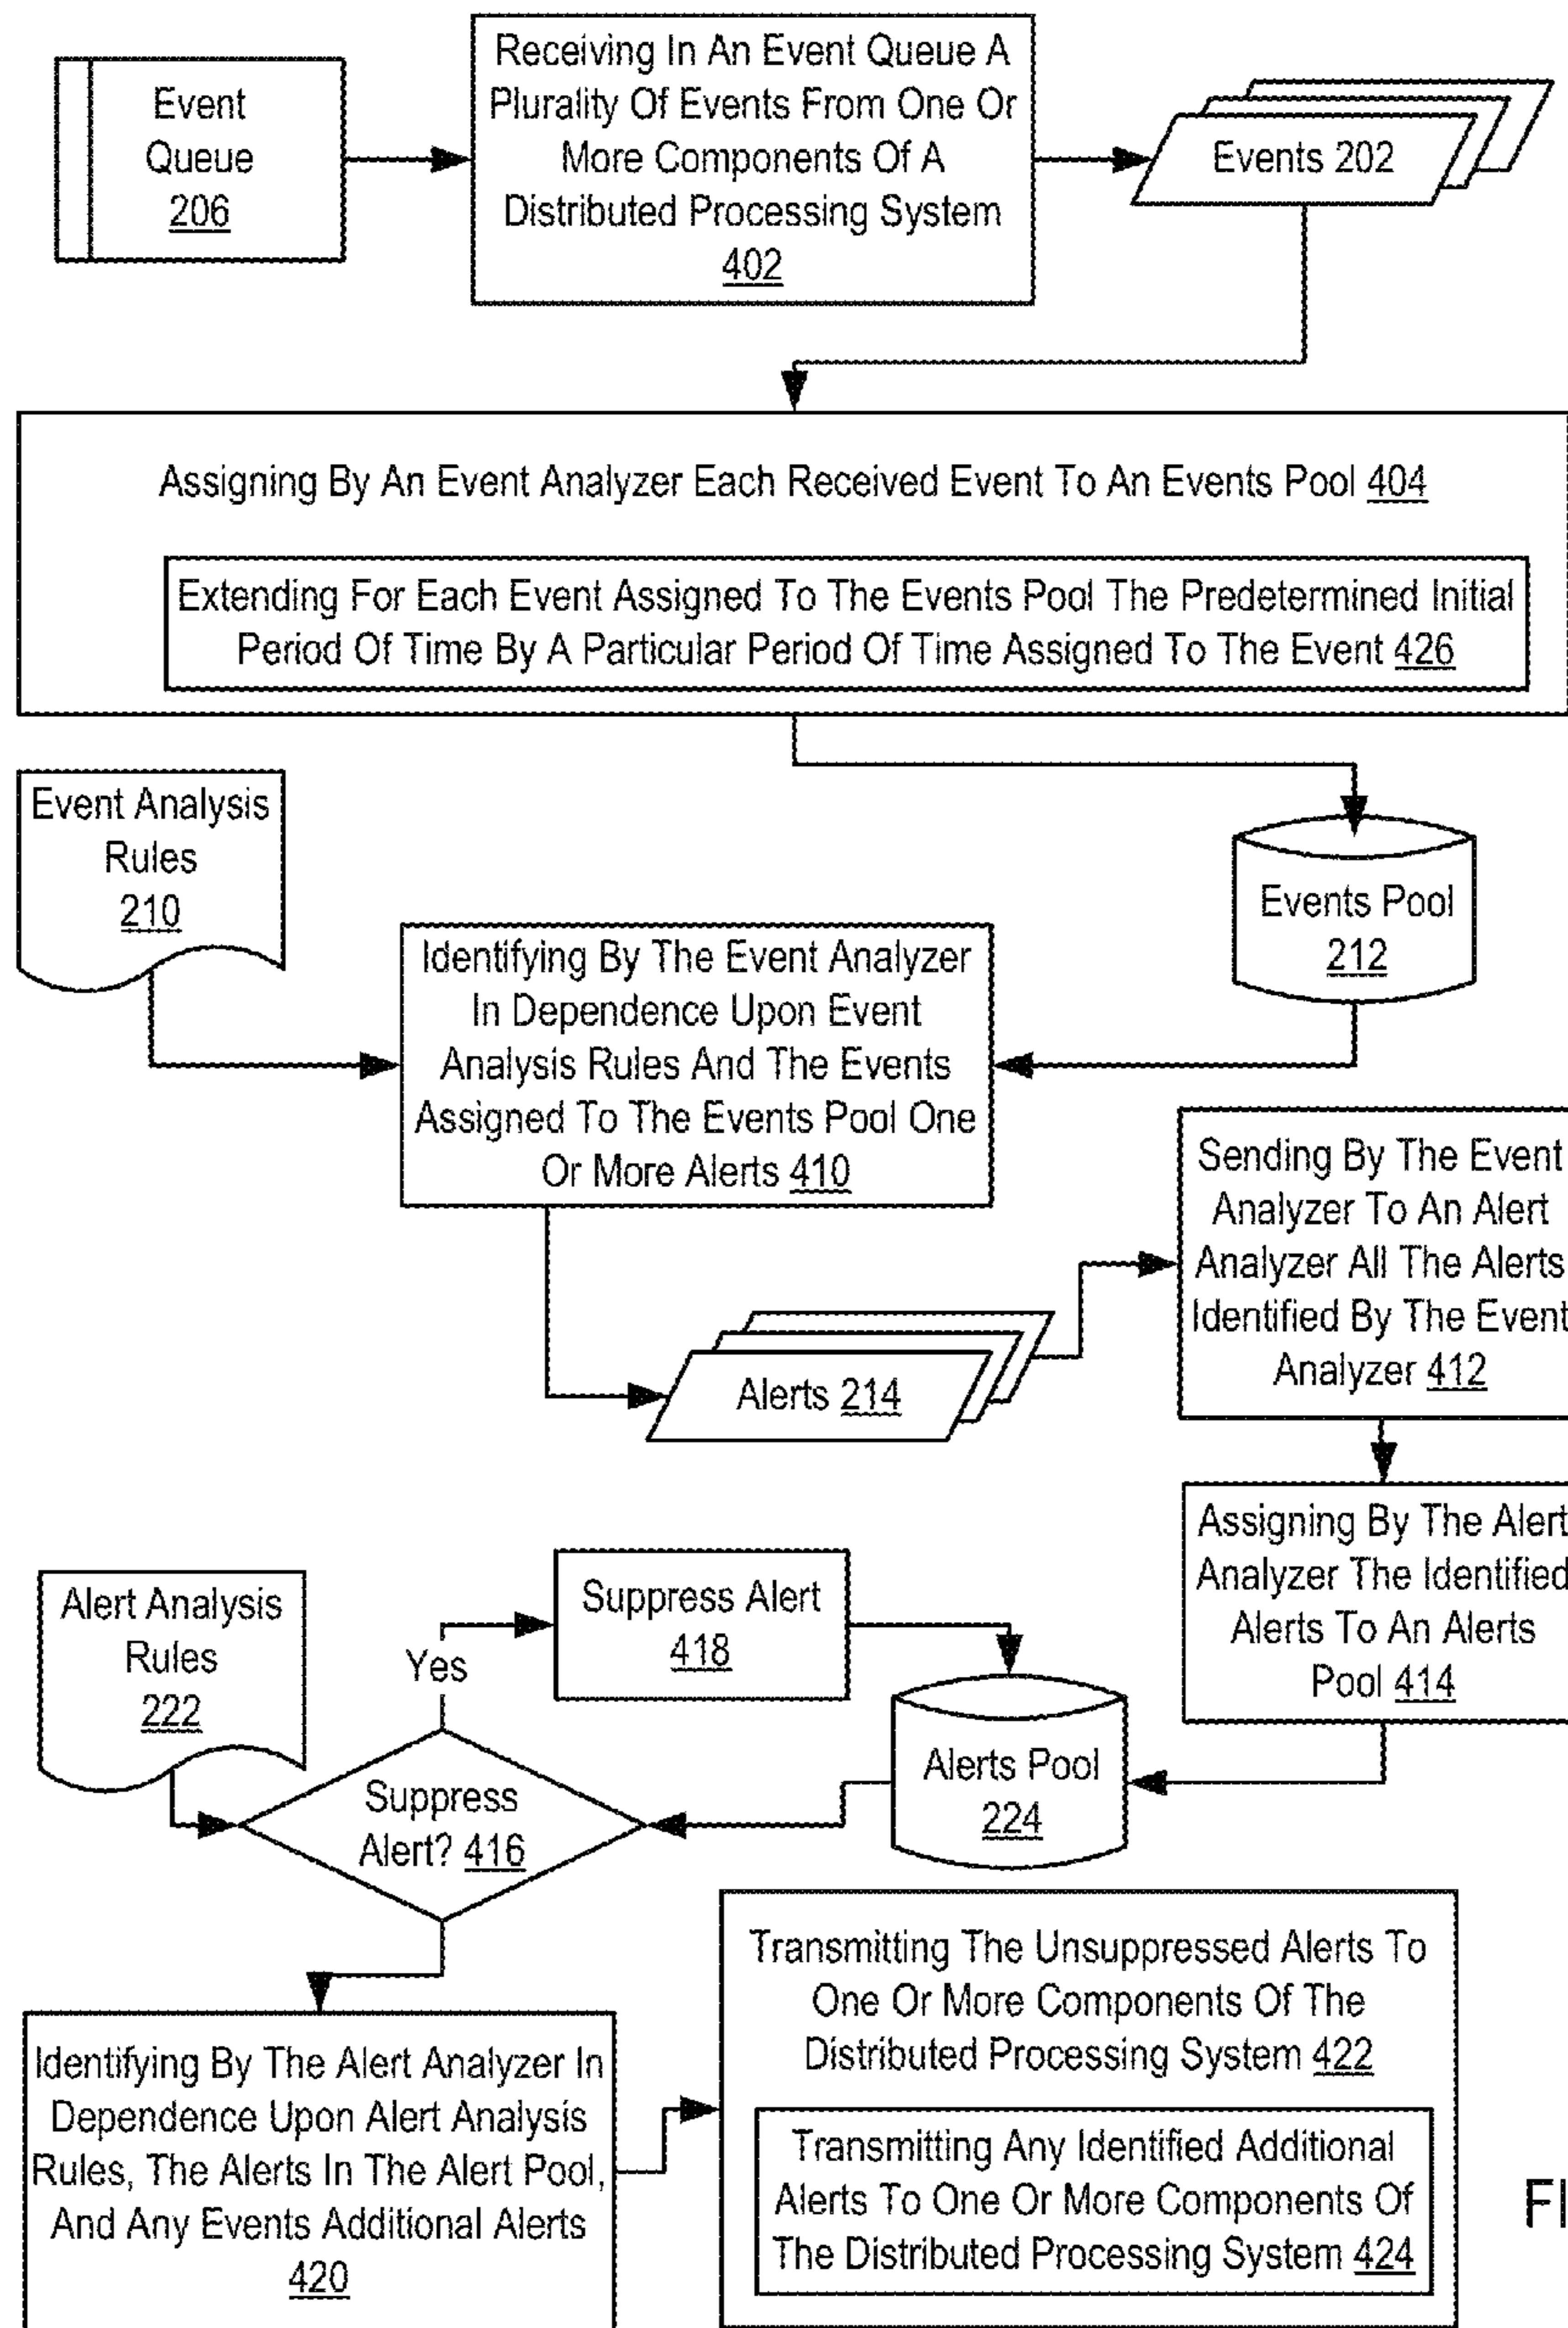 Event
Queue
206
Receiving In An Event Queue A
Plurality Of Events From One Or
More Components Of A
Distributed Processing System
402
Events 202
Assigning By An Event Analyzer Each Received Event To An Events Pool 404
Extending For Each Event Assigned To The Events Pool The Predetermined Initial
Period Of Time By A Particular Period Of Time Assigned To The Event 426
Event Analysis
Rules
210
Events Pool
212
Identifying By The Event Analyzer
In Dependence Upon Event
Analysis Rules And The Events
Assigned To The Events Pool One
Or More Alerts 410
Sending By The Event
Analyzer To An Alert
Analyzer All The Alerts
Identified By The Event
Analyzer 412
Alerts 214
Assigning By The Alert
Analyzer The Identified
Alerts To An Alerts
Pool 414
Alert Analysis
Rules
222
Yes
Suppress Alert
418
Alerts Pool
224
Suppress
Alert? 416
Identifying By The Alert Analyzer In
Dependence Upon Alert Analysis
Rules, The Alerts In The Alert Pool,
And Any Events Additional Alerts
420
Transmitting The Unsuppressed Alerts To
One Or More Components Of The
Distributed Processing System 422
Transmitting Any Identified Additional
Alerts To One Or More Components Of
The Distributed Processing System 424